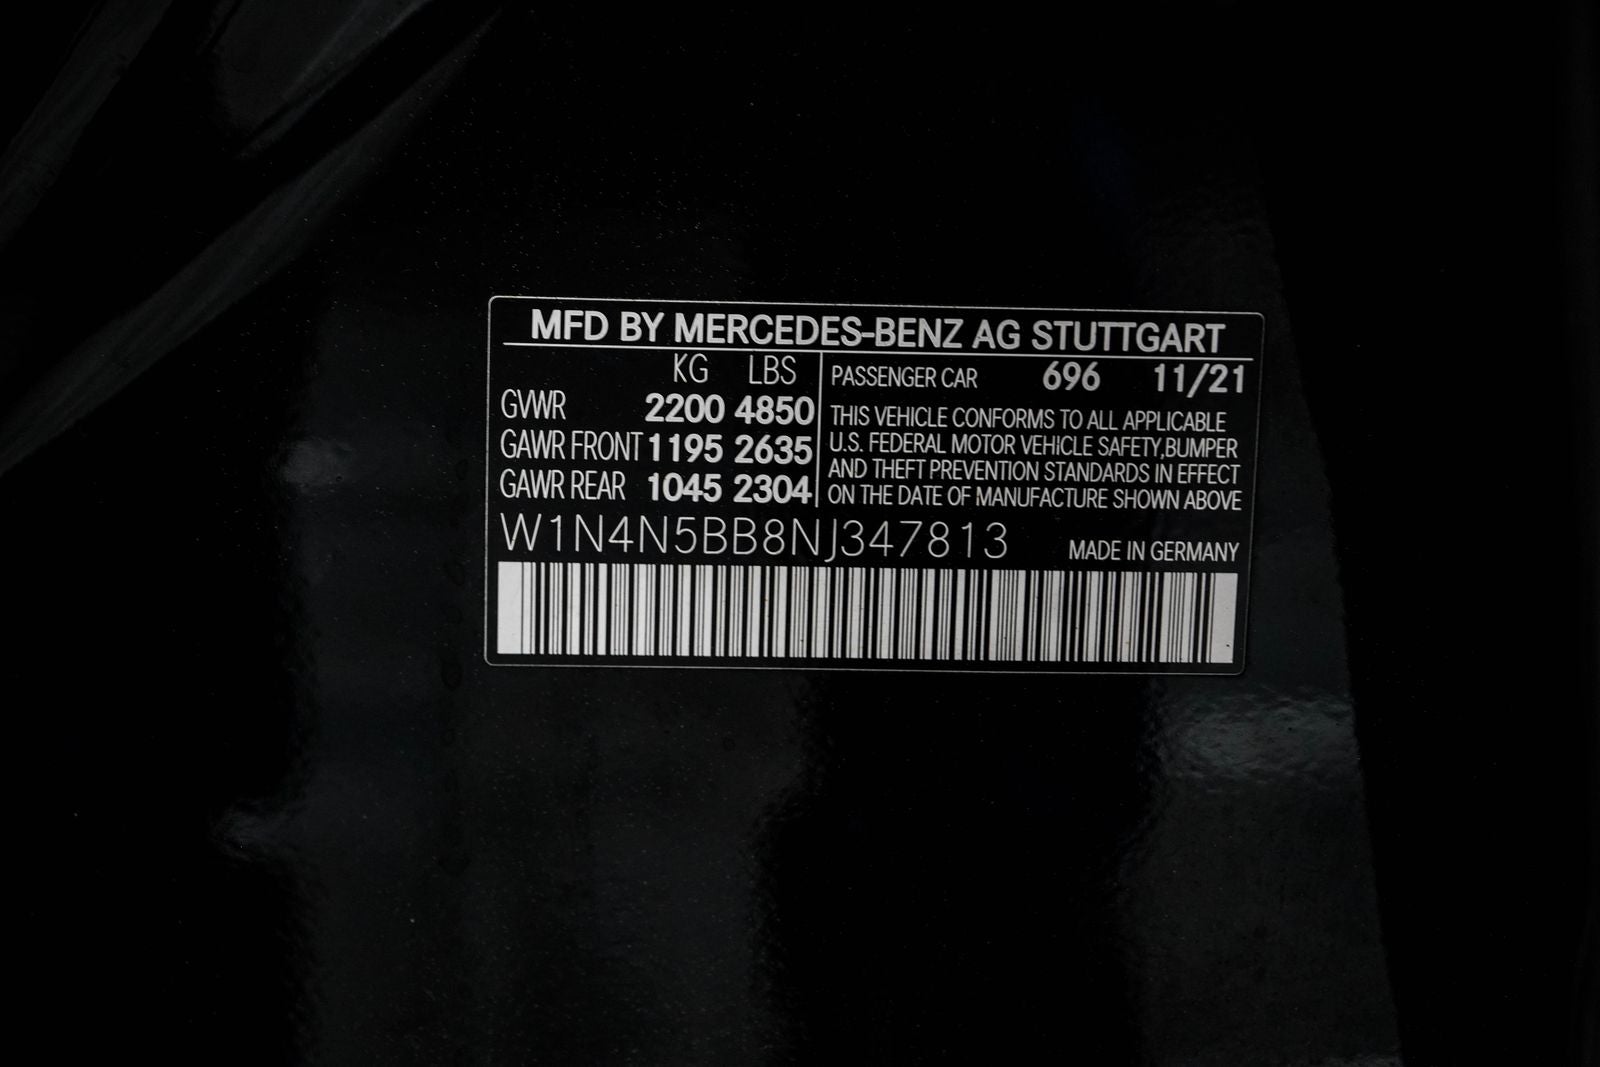 MFD BY MERCEDES-BENZ AG STUTTGART
KG LBS
GVWR 2200 4850
GAWR FRONT 1195 2635
GAWR REAR 1045 2304
PASSENGER CAR 696 11/21
THIS VEHICLE CONFORMS TO ALL APPLICABLE
U.S. FEDERAL MOTOR VEHICLE SAFETY,BUMPER
AND THEFT PREVENTION STANDARDS IN EFFECT
ON THE DATE OF MANUFACTURE SHOWN ABOVE
W1N4N5BB8NJ347813 MADE IN GERMANY